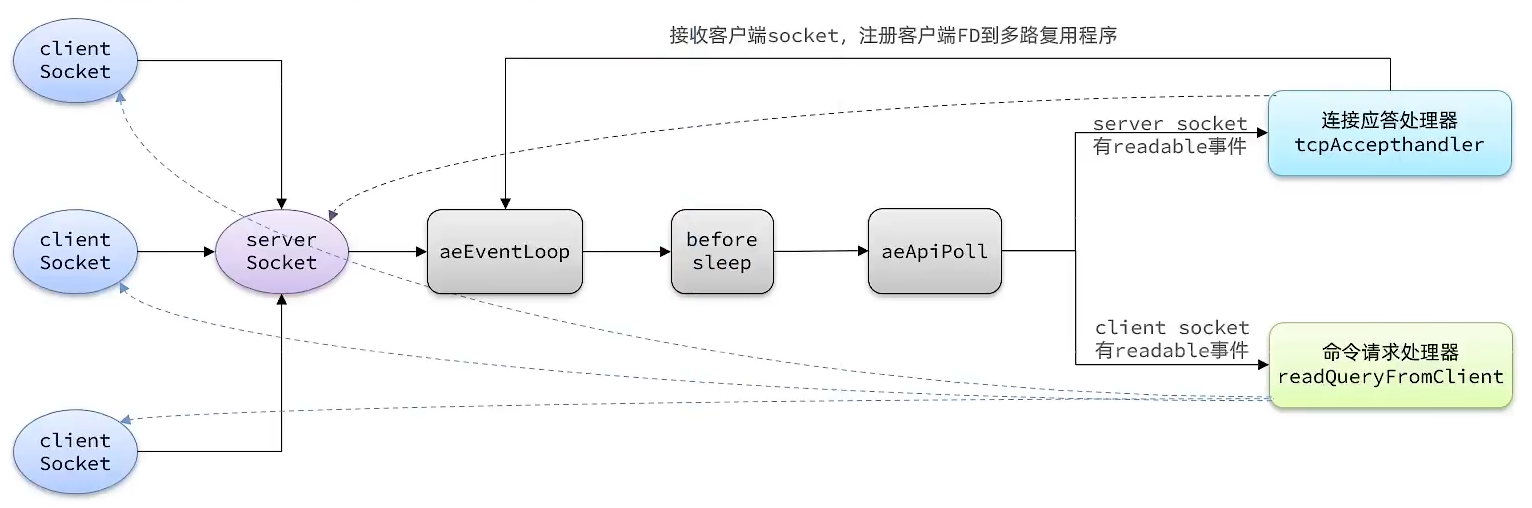 接收客户端socket，注册客户端FD到多路复用程序
client
Socket
client
Socket
client
Socket
server
Socket
aeEventLoop
before
sleep
aeApiPoll
server socket
有readable事件
连接应答处理器
tcpAccepthandler
client socket
有readable事件
命令请求处理器
readQueryFromClient